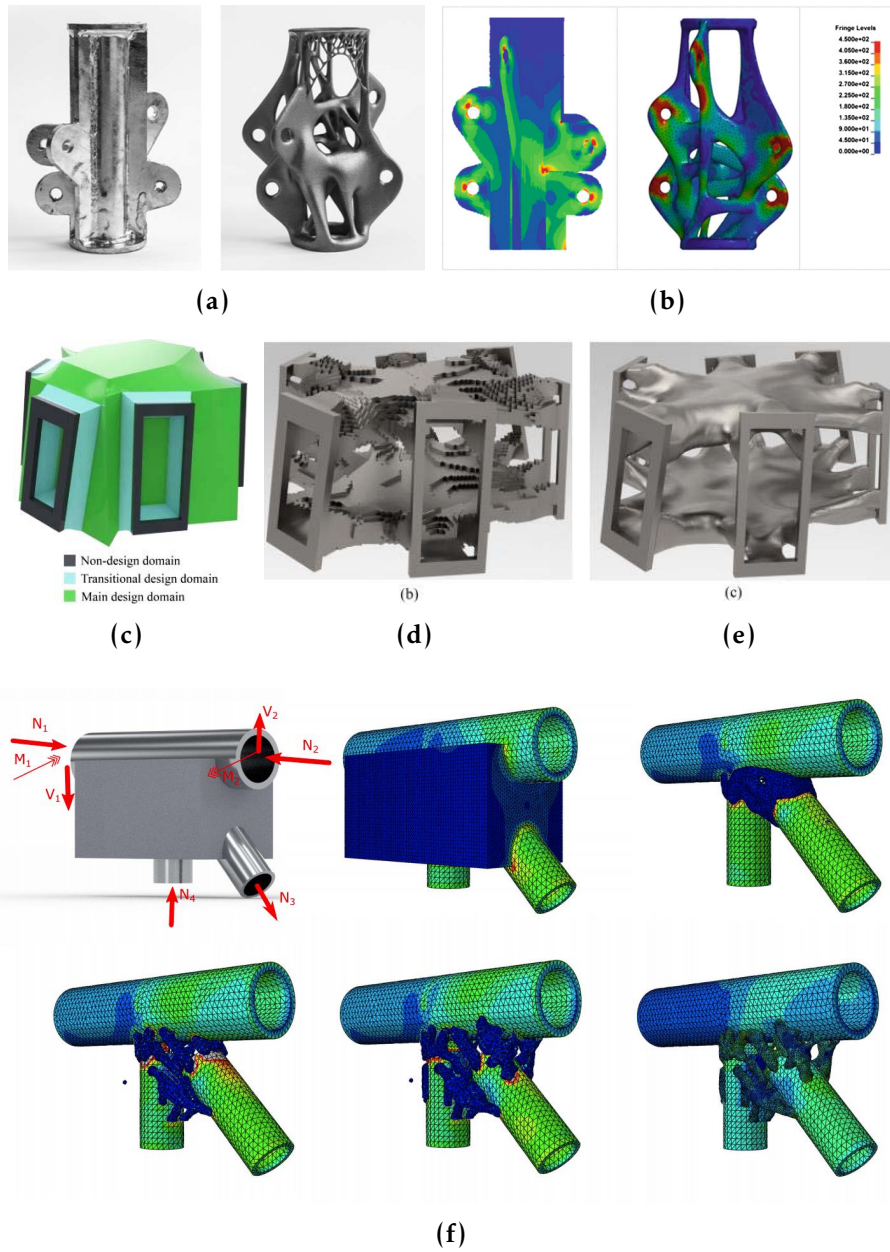 Fringe Levels
4.500e+02
4.050e+02
3.600e+02
3.150e+02
2.700e+02
2.250e+02
1.800e+02
1.350e+02
9.000e+01
4.500e+01
0.000e+00
(a)
(b)
Non-design domain
Transitional design domain
Main design domain
(b)
(c)
(c)
(d)
(e)
N1
M1
V1
V2
N2
M2
N4
N3
(f)